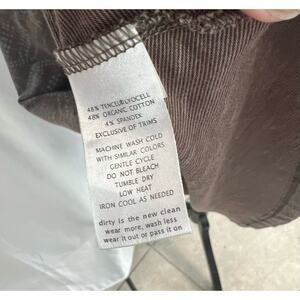 48% TENCEL® LYOCELL
48% ORGANIC COTTON
4% SPANDEX
EXCLUSIVE OF TRIMS
MACHINE WASH COLD
WITH SIMILAR COLORS
GENTLE CYCLE
DO NOT BLEACH
TUMBLE DRY
LOW HEAT
IRON COOL AS NEEDED
dirty is the new clean
wear more, wash less
wear it out or pass it on